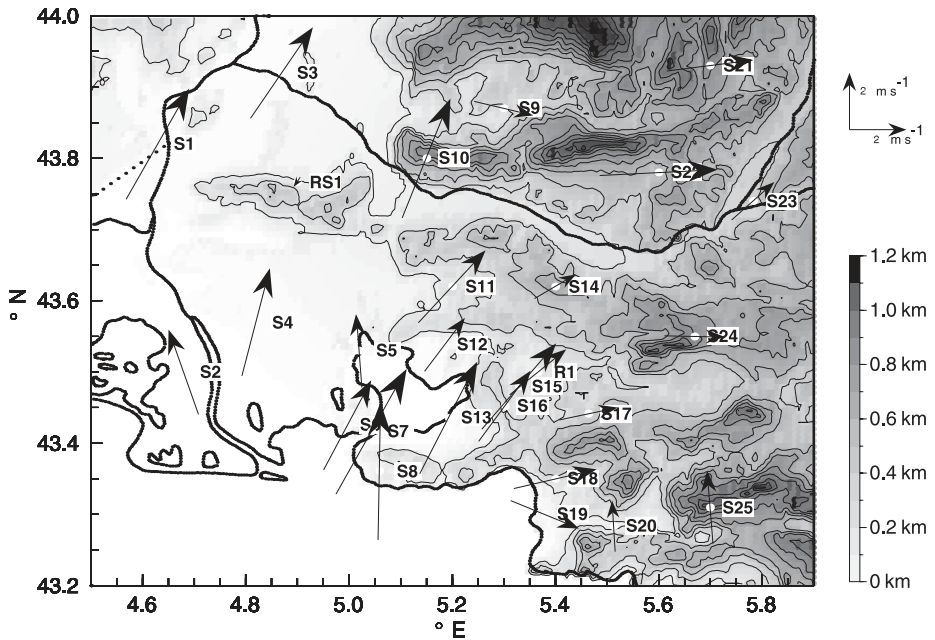 44.0
43.8
43.6
43.4
43.2
° N
4.6 4.8 5.0 5.2 5.4 5.6 5.8
° E
S3
S21
S9
S1
S10
RS1
S23
S11
S14
S4
S5
S12
S24
S2
R1
S15
S16
S13
S17
S7
S8
S18
S19
S20
S25
2 m s-1
2 m s-1
1.2 km
1.0 km
0.8 km
0.6 km
0.4 km
0.2 km
0 km